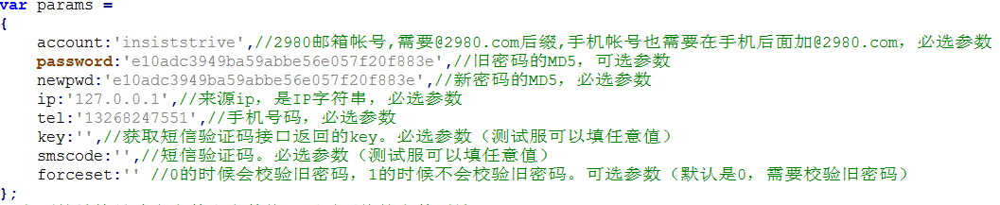 var params =
{
account:'insiststrive',//2980邮箱帐号,需要@2980.com后缀,手机帐号也需要在手机后面加@2980.com，必选参数
password:'e10adc3949ba59abbe56e057f20f883e',//旧密码的MD5，可选参数
newpwd:'e10adc3949ba59abbe56e057f20f883e',//新密码的MD5，必选参数
ip:'127.0.0.1',//来源ip，是IP字符串，必选参数
tel:'13268247551',//手机号码，必选参数
key:'',//获取短信验证码接口返回的key。必选参数（测试服可以填任意值）
smscode:'',//短信验证码。必选参数（测试服可以填任意值）
forceset:'' //0的时候会校验旧密码，1的时候不会校验旧密码。可选参数（默认是0，需要校验旧密码）
};